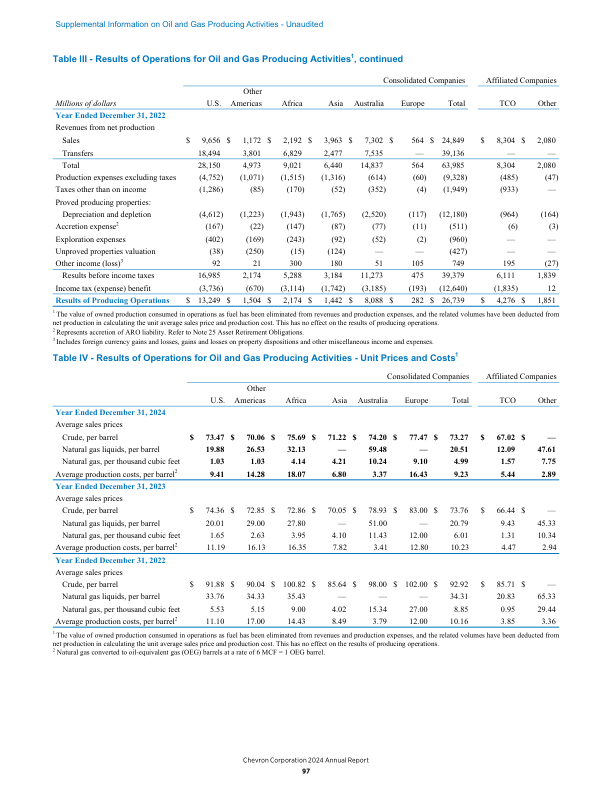 Supplemental Information on Oil and Gas Producing Activities - Unaudited
Table III - Results of Operations for Oil and Gas Producing Activities¹, continued
Consolidated Companies Affiliated Companies
Other
Millions of dollars U.S. Americas Africa Asia Australia Europe Total TCO Other
Year Ended December 31, 2022
Revenues from net production
Sales $ 9,656 $ 1,172 $ 2,192 $ 3,963 $ 7,302 $ 564 $ 24,849 $ 8,304 $ 2,080
Transfers 18,494 3,801 6,829 2,477 7,535 — 39,136 — —
Total 28,150 4,973 9,021 6,440 14,837 564 63,985 8,304 2,080
Production expenses excluding taxes (4,752) (1,071) (1,515) (1,316) (614) (60) (9,328) (485) (47)
Taxes other than on income (1,286) (85) (170) (52) (352) (4) (1,949) (933) —
Proved producing properties:
Depreciation and depletion (4,612) (1,223) (1,943) (1,765) (2,520) (117) (12,180) (964) (164)
Accretion expense² (167) (22) (147) (87) (77) (11) (511) (6) (3)
Exploration expenses (402) (169) (243) (92) (52) (2) (960) — —
Unproved properties valuation (38) (250) (15) (124) — — (427) — —
Other income (loss)³ 92 21 300 180 51 105 749 195 (27)
Results before income taxes 16,985 2,174 5,288 3,184 11,273 475 39,379 6,111 1,839
Income tax (expense) benefit (3,736) (670) (3,114) (1,742) (3,185) (193) (12,640) (1,835) 12
Results of Producing Operations $ 13,249 $ 1,504 $ 2,174 $ 1,442 $ 8,088 $ 282 $ 26,739 $ 4,276 $ 1,851
¹ The value of owned production consumed in operations as fuel has been eliminated from revenues and production expenses, and the related volumes have been deducted from
net production in calculating the unit average sales price and production cost. This has no effect on the results of producing operations.
² Represents accretion of ARO liability. Refer to Note 25 Asset Retirement Obligations.
³ Includes foreign currency gains and losses, gains and losses on property dispositions and other miscellaneous income and expenses.
Table IV - Results of Operations for Oil and Gas Producing Activities - Unit Prices and Costs¹
Consolidated Companies Affiliated Companies
Other
U.S. Americas Africa Asia Australia Europe Total TCO Other
Year Ended December 31, 2024
Average sales prices
Crude, per barrel $ 73.47 $ 70.06 $ 75.69 $ 71.22 $ 74.20 $ 77.47 $ 73.27 $ 67.02 $ —
Natural gas liquids, per barrel 19.88 26.53 32.13 — 59.48 — 20.51 12.09 47.61
Natural gas, per thousand cubic feet 1.03 1.03 4.14 4.21 10.24 9.10 4.99 1.57 7.75
Average production costs, per barrel² 9.41 14.28 18.07 6.80 3.37 16.43 9.23 5.44 2.89
Year Ended December 31, 2023
Average sales prices
Crude, per barrel $ 74.36 $ 72.85 $ 72.86 $ 70.05 $ 78.93 $ 83.00 $ 73.76 $ 66.44 $ —
Natural gas liquids, per barrel 20.01 29.00 27.80 — 51.00 — 20.79 9.43 45.33
Natural gas, per thousand cubic feet 1.65 2.63 3.95 4.10 11.43 12.00 6.01 1.31 10.34
Average production costs, per barrel² 11.19 16.13 16.35 7.82 3.41 12.80 10.23 4.47 2.94
Year Ended December 31, 2022
Average sales prices
Crude, per barrel $ 91.88 $ 90.04 $ 100.82 $ 85.64 $ 98.00 $ 102.00 $ 92.92 $ 85.71 $ —
Natural gas liquids, per barrel 33.76 34.33 35.43 — — — 34.31 20.83 65.33
Natural gas, per thousand cubic feet 5.53 5.15 9.00 4.02 15.34 27.00 8.85 0.95 29.44
Average production costs, per barrel² 11.10 17.00 14.43 8.49 3.79 12.00 10.16 3.85 3.36
¹ The value of owned production consumed in operations as fuel has been eliminated from revenues and production expenses, and the related volumes have been deducted from
net production in calculating the unit average sales price and production cost. This has no effect on the results of producing operations.
² Natural gas converted to oil-equivalent gas (OEG) barrels at a rate of 6 MCF = 1 OEG barrel.
Chevron Corporation 2024 Annual Report
97